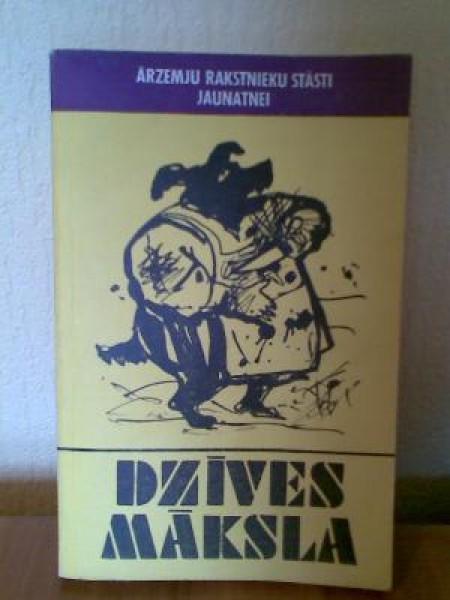 ĀRZEMJU RAKSTNIEKU STĀSTI
JAUNATNEI
DZĪVES
MĀKSLA